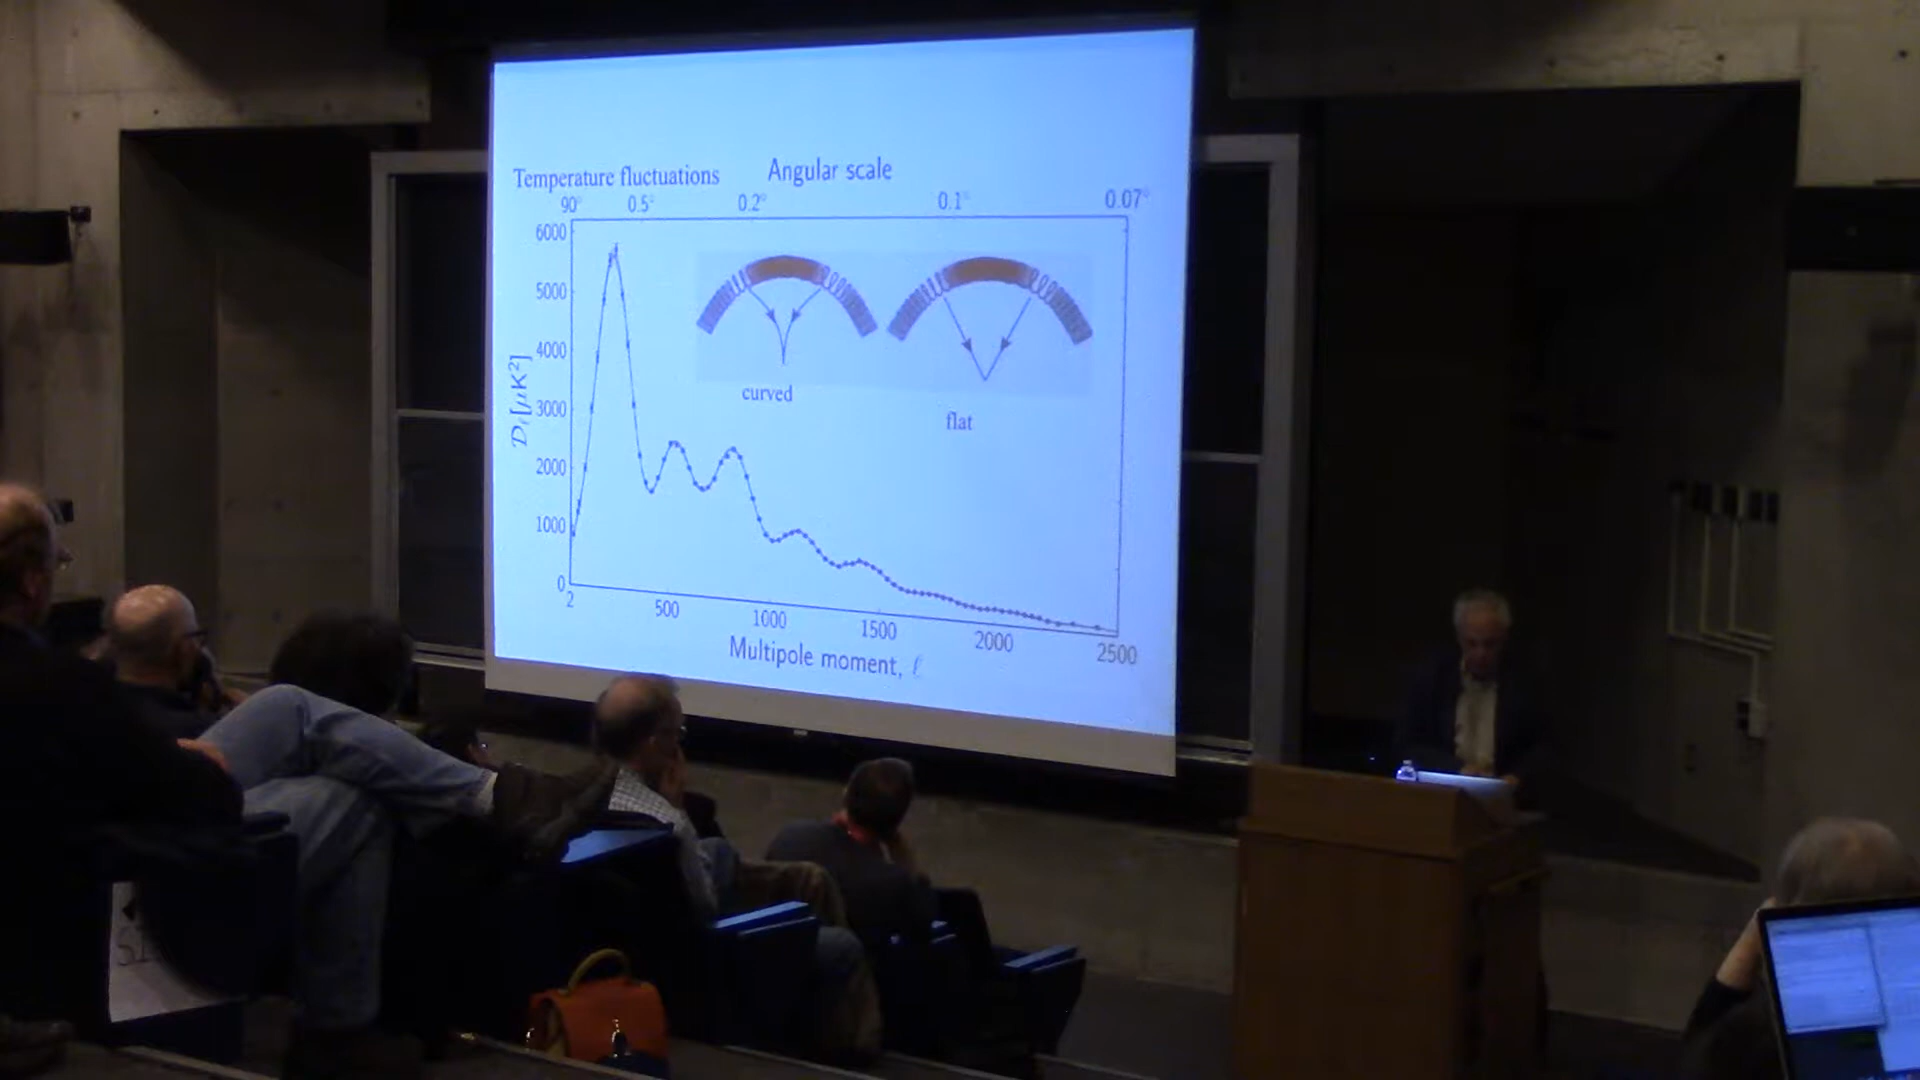 Temperature fluctuations
Angular scale
90° 0.5° 0.2° 0.1° 0.07°
6000
5000
4000
3000
2000
1000
0
𝒟ℓ [μK²]
curved
flat
2 500 1000 1500 2000 2500
Multipole moment, ℓ